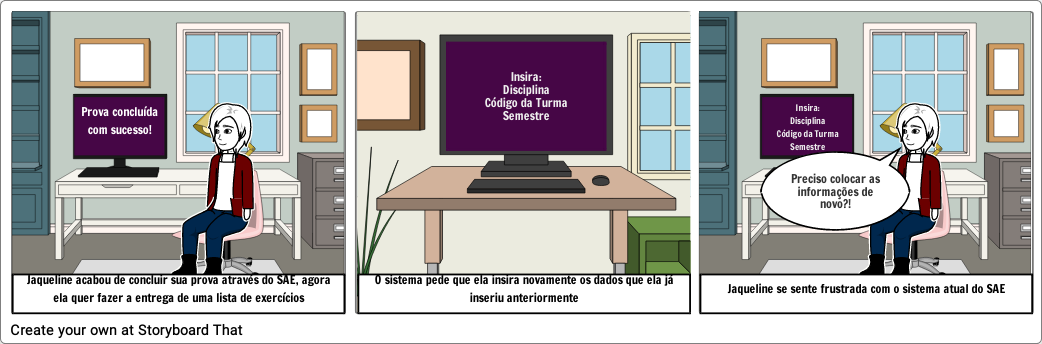 Prova concluída
com sucesso!
Jaqueline acabou de concluir sua prova através do SAE, agora
ela quer fazer a entrega de uma lista de exercícios
Insira:
Disciplina
Código da Turma
Semestre
O sistema pede que ela insira novamente os dados que ela já
inseriu anteriormente
Insira:
Disciplina
Código da Turma
Semestre
Preciso colocar as
informações de
novo?!
Jaqueline se sente frustrada com o sistema atual do SAE
Create your own at Storyboard That